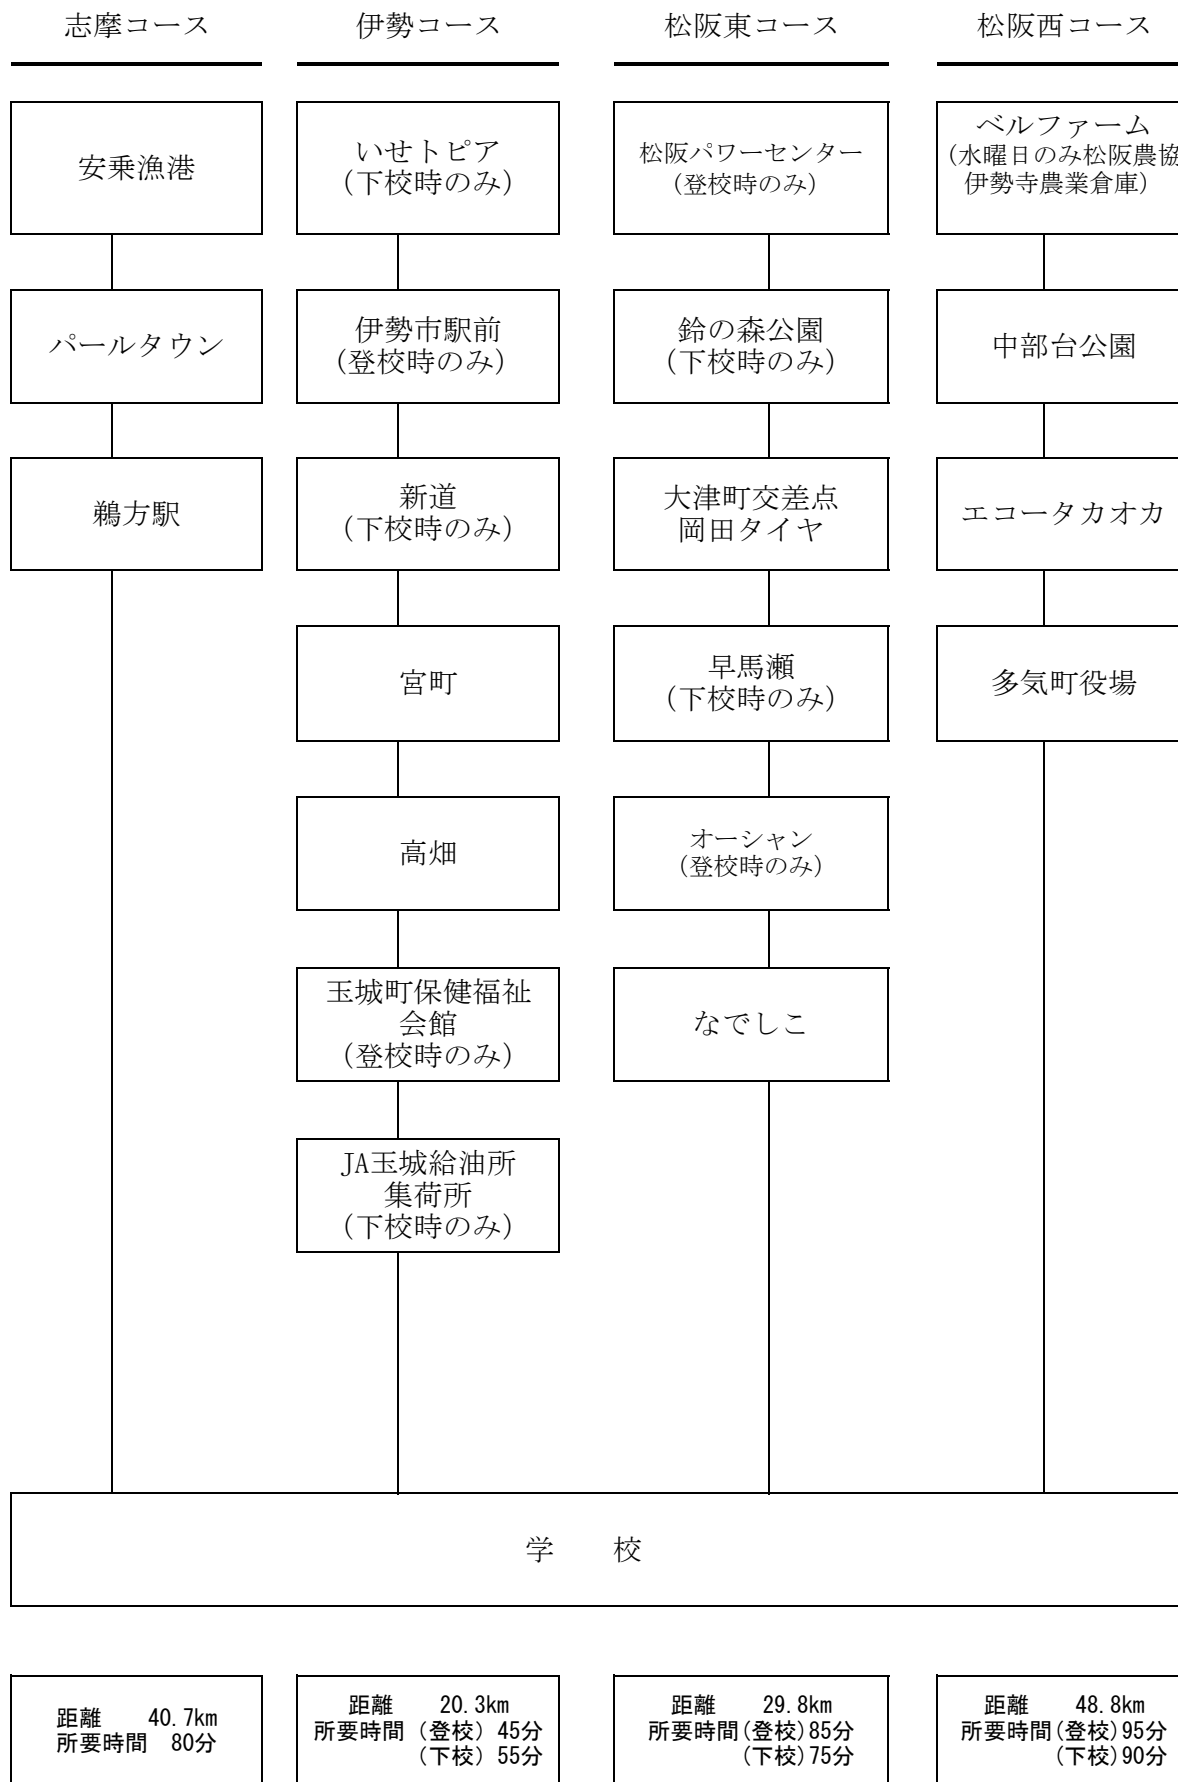 志摩コース
伊勢コース
松阪東コース
松阪西コース
安乗漁港
いせトピア
（下校時のみ）
松阪パワーセンター
（登校時のみ）
ベルファーム
（水曜日のみ松阪農協
伊勢寺農業倉庫）
パールタウン
伊勢市駅前
（登校時のみ）
鈴の森公園
（下校時のみ）
中部台公園
鵜方駅
新道
（下校時のみ）
大津町交差点
岡田タイヤ
エコータカオカ
宮町
早馬瀬
（下校時のみ）
多気町役場
高畑
オーシャン
（登校時のみ）
玉城町保健福祉
会館
（登校時のみ）
なでしこ
JA玉城給油所
集荷所
（下校時のみ）
学　校
距離　40.7km
所要時間　80分
距離　20.3km
所要時間（登校）45分
（下校）55分
距離　29.8km
所要時間(登校)85分
(下校)75分
距離　48.8km
所要時間(登校)95分
(下校)90分